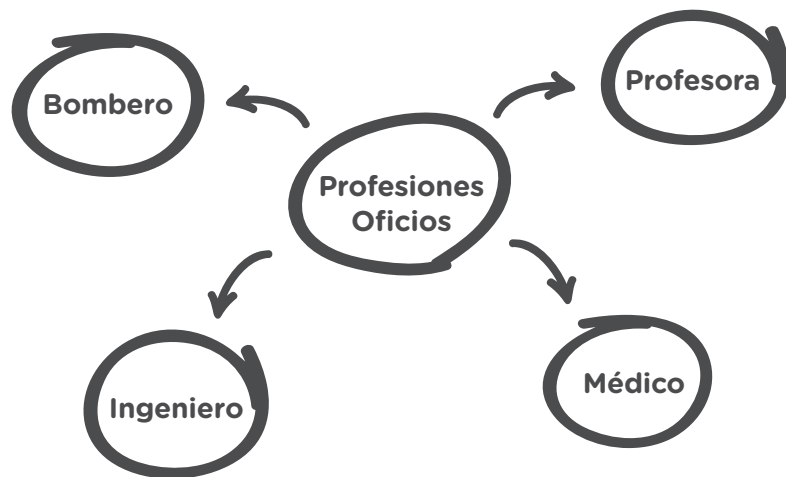 Bombero
Profesora
Profesiones
Oficios
Ingeniero
Médico